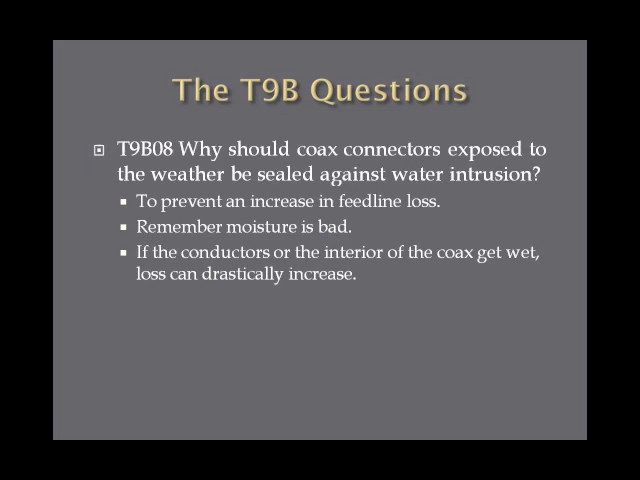 The T9B Questions
T9B08 Why should coax connectors exposed to
the weather be sealed against water intrusion?
To prevent an increase in feedline loss.
Remember moisture is bad.
If the conductors or the interior of the coax get wet,
loss can drastically increase.